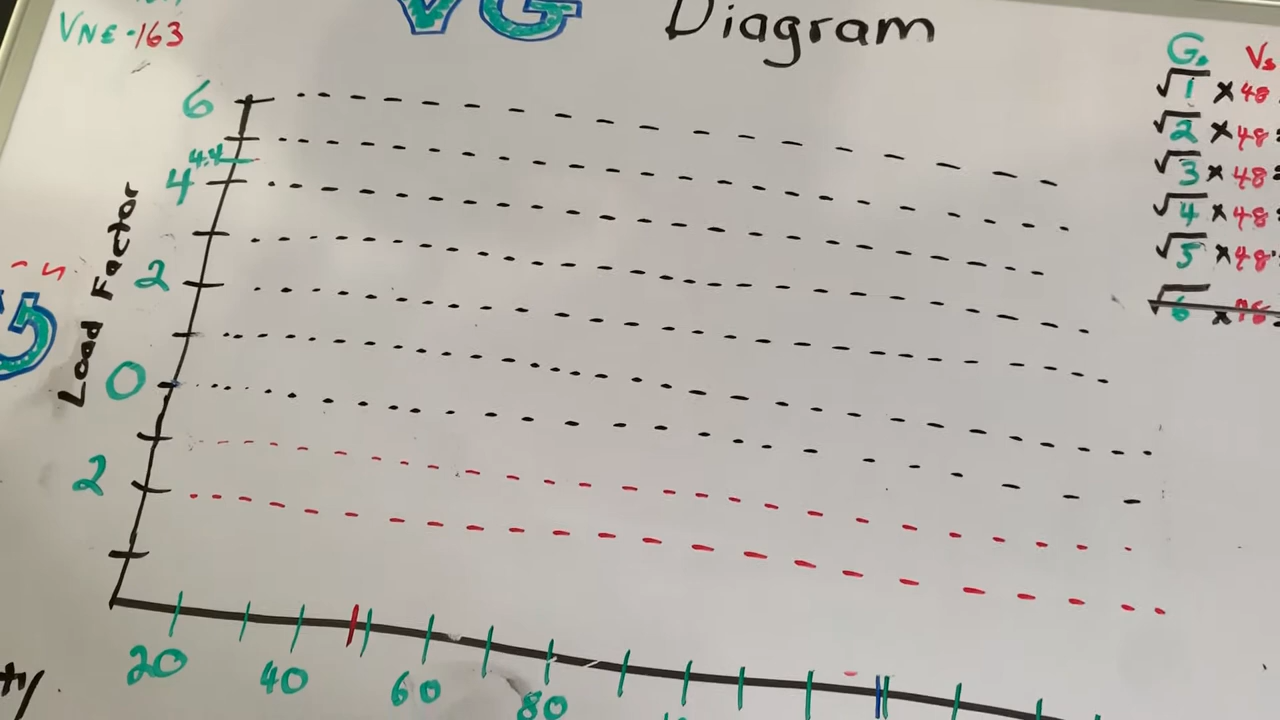 VG Diagram
VNE - 163
Gs Vs
√1 × 48
√2 × 48
√3 × 48
√4 × 48
√5 × 48
√6 ×
6
4.4
4
2
0
2
Load Factor
G
20 40 60 80